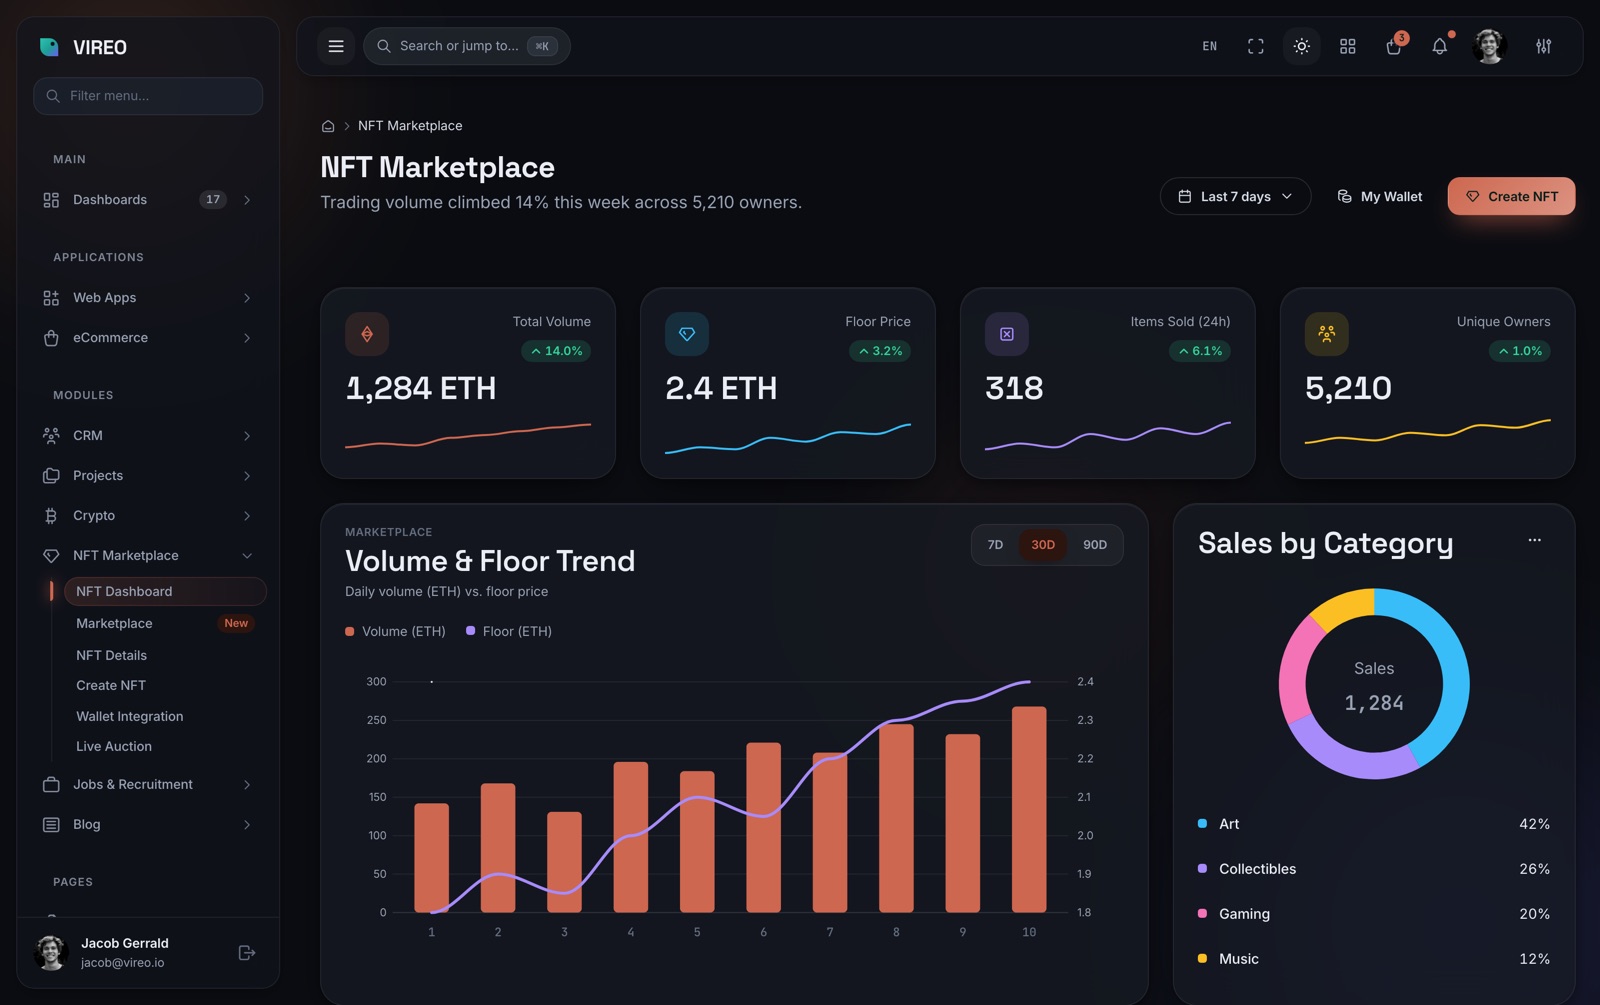 VIREO
Filter menu...
MAIN
Dashboards 17
APPLICATIONS
Web Apps
eCommerce
MODULES
CRM
Projects
Crypto
NFT Marketplace
NFT Dashboard
Marketplace New
NFT Details
Create NFT
Wallet Integration
Live Auction
Jobs & Recruitment
Blog
PAGES
Jacob Gerrald
jacob@vireo.io
Search or jump to... ⌘K
EN
3
NFT Marketplace
NFT Marketplace
Trading volume climbed 14% this week across 5,210 owners.
Last 7 days
My Wallet
Create NFT
Total Volume
14.0%
1,284 ETH
Floor Price
3.2%
2.4 ETH
Items Sold (24h)
6.1%
318
Unique Owners
1.0%
5,210
MARKETPLACE
Volume & Floor Trend
Daily volume (ETH) vs. floor price
7D 30D 90D
Volume (ETH) Floor (ETH)
300 2.4
250 2.3
200 2.2
150 2.1
100 2.0
50 1.9
0 1.8
1 2 3 4 5 6 7 8 9 10
Sales by Category
Sales
1,284
Art 42%
Collectibles 26%
Gaming 20%
Music 12%